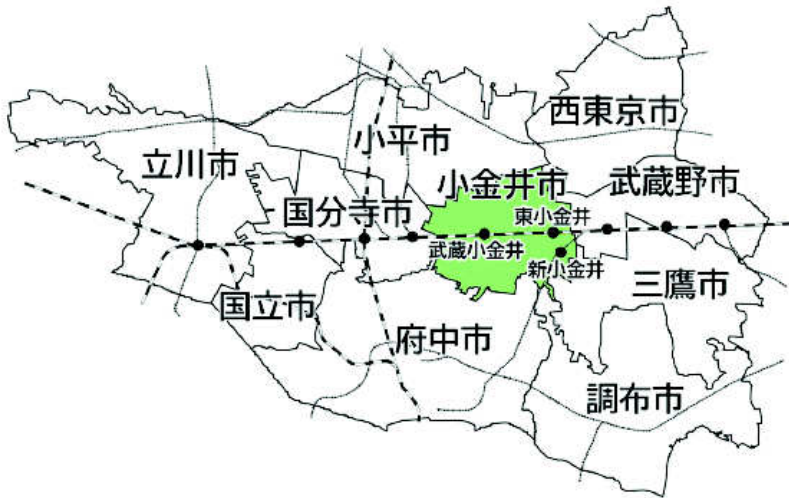 西東京市
小平市
立川市
小金井市
武蔵野市
国分寺市
東小金井
武蔵小金井
新小金井
三鷹市
国立市
府中市
調布市